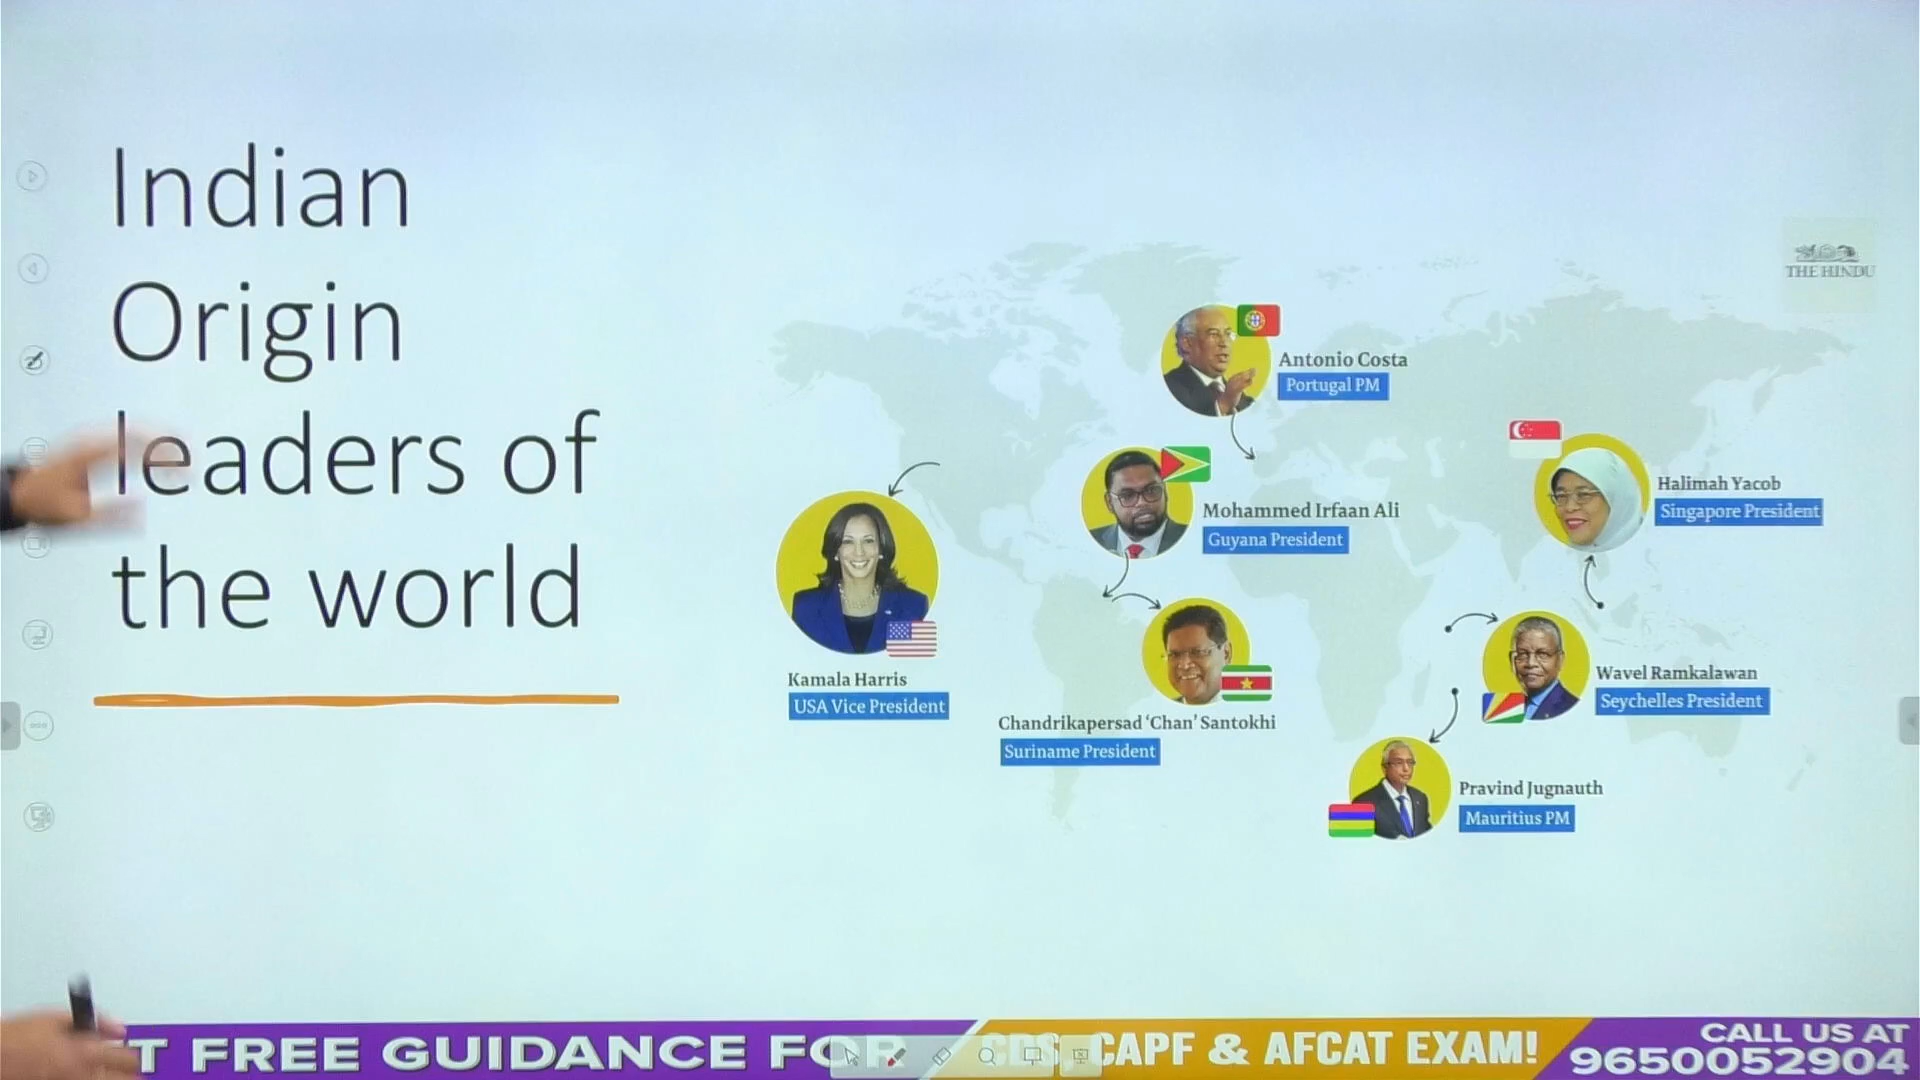 Indian
Origin
leaders of
the world
THE HINDU
Antonio Costa
Portugal PM
Mohammed Irfaan Ali
Guyana President
Halimah Yacob
Singapore President
Kamala Harris
USA Vice President
Chandrikapersad ‘Chan’ Santokhi
Suriname President
Wavel Ramkalawan
Seychelles President
Pravind Jugnauth
Mauritius PM
T FREE GUIDANCE FOR
CDS, CAPF & AFCAT EXAM!
CALL US AT
9650052904